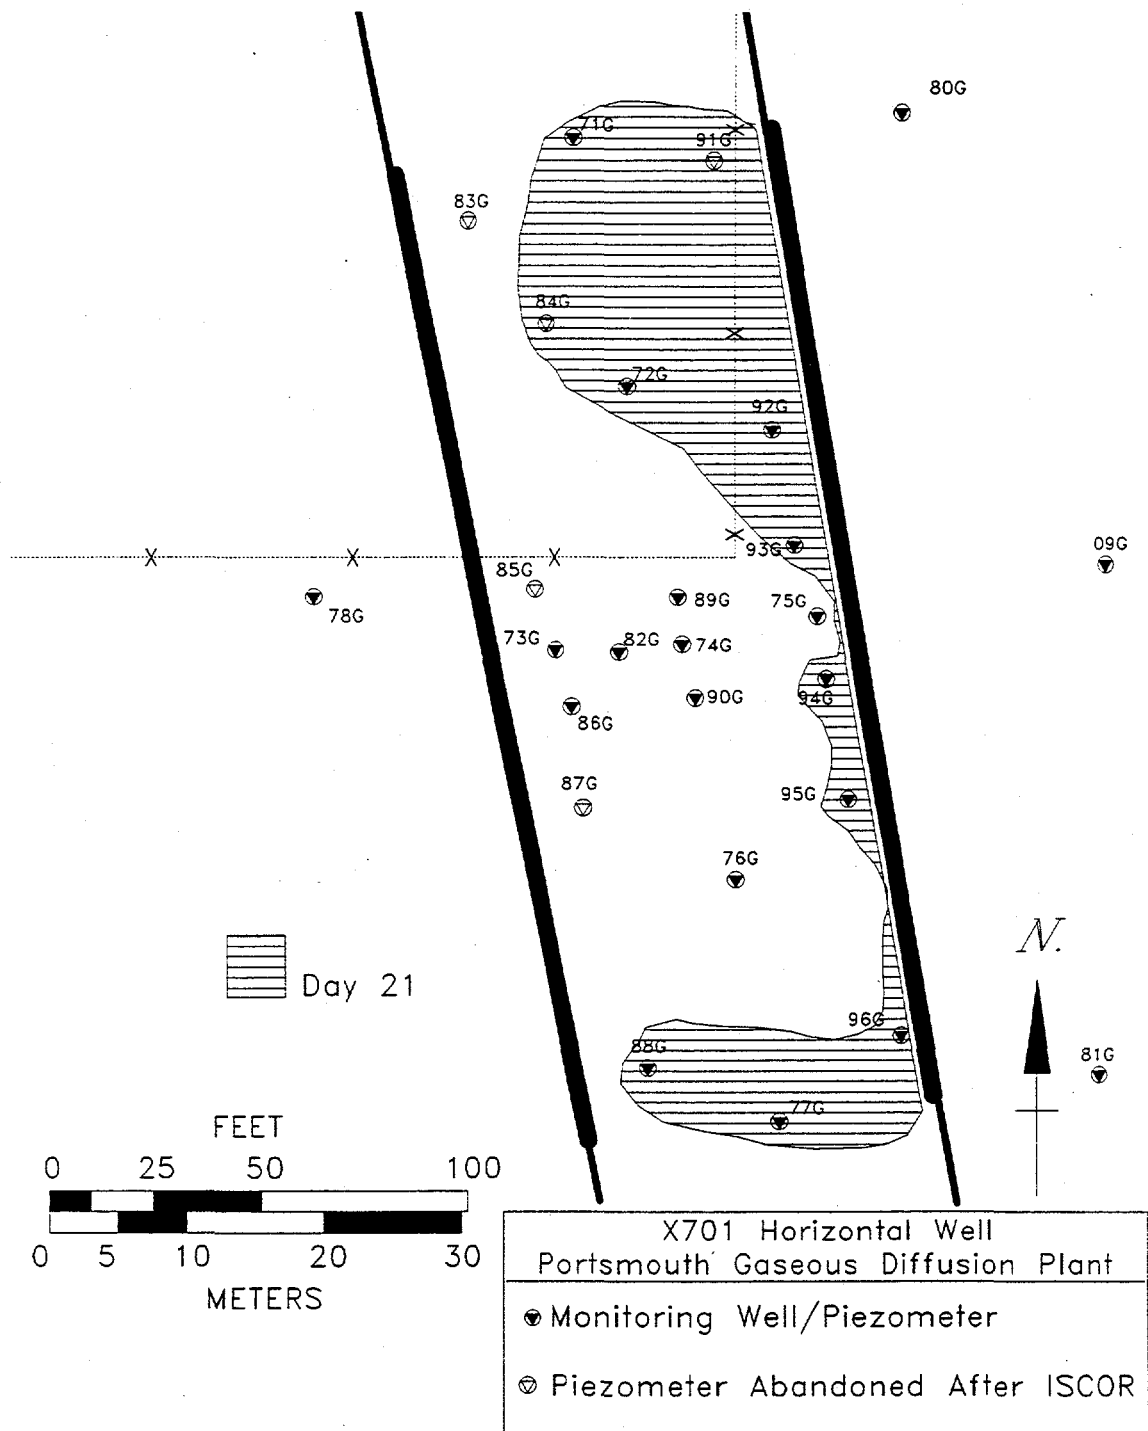 80G
71G
91G
83G
84G
72G
92G
93G
09G
85G
78G
89G
75G
73G
82G
74G
94G
90G
86G
87G
95G
76G
N.
Day 21
96G
88G
81G
77G
FEET
0 25 50 100
0 5 10 20 30
METERS
X701 Horizontal Well
Portsmouth Gaseous Diffusion Plant
Monitoring Well/Piezometer
Piezometer Abandoned After ISCOR